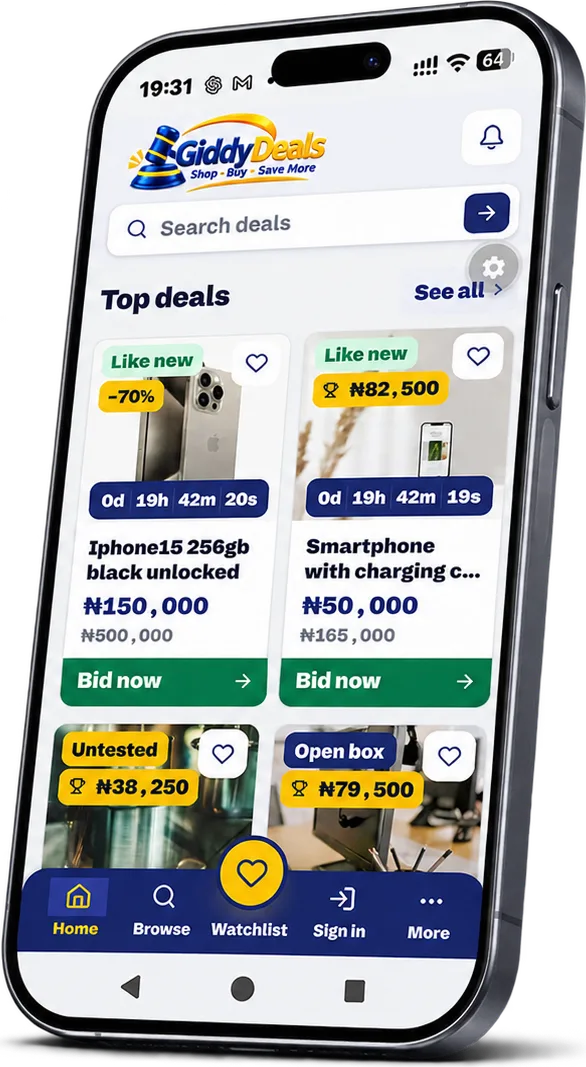 19:31
64
GiddyDeals
Shop - Buy - Save More
Search deals
Top deals
See all
Like new
-70%
0d 19h 42m 20s
Iphone15 256gb
black unlocked
₦150,000
₦500,000
Bid now
Like new
₦82,500
0d 19h 42m 19s
Smartphone
with charging c...
₦50,000
₦165,000
Bid now
Untested
₦38,250
Open box
₦79,500
Home
Browse
Watchlist
Sign in
More